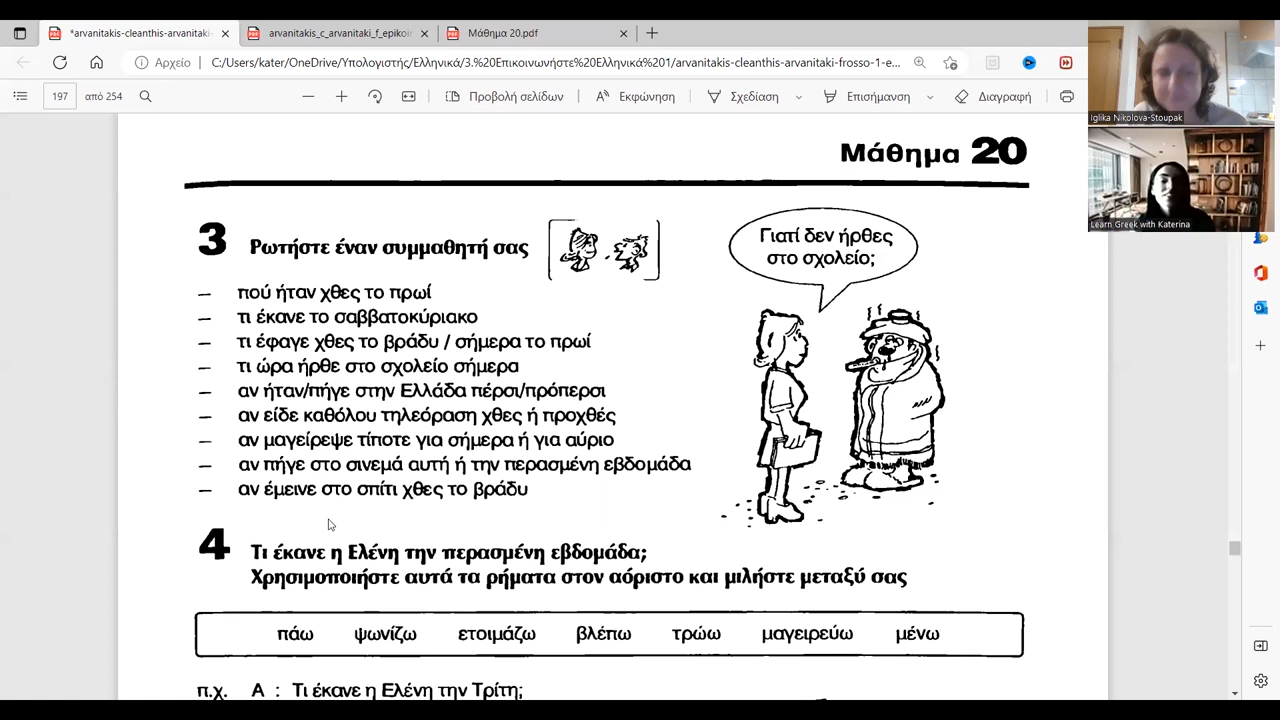 *arvanitakis-cleanthis-arvanitaki-
arvanitakis_c_arvanitaki_f_epikoir
Μάθημα 20.pdf
Αρχείο
C:/Users/kater/OneDrive/Υπολογιστής/Ελληνικά/3.%20Επικοινωνήστε%20Ελληνικά%201/arvanitakis-cleanthis-arvanitaki-frosso-1-e...
197
από 254
Προβολή σελίδων
Εκφώνηση
Σχεδίαση
Επισήμανση
Διαγραφή
Iglika Nikolova-Stoupak
Learn Greek with Katerina
Μάθημα 20
3 Ρωτήστε έναν συμμαθητή σας
Γιατί δεν ήρθες
στο σχολείο;
– πού ήταν χθες το πρωί
– τι έκανε το σαββατοκύριακο
– τι έφαγε χθες το βράδυ / σήμερα το πρωί
– τι ώρα ήρθε στο σχολείο σήμερα
– αν ήταν/πήγε στην Ελλάδα πέρσι/πρόπερσι
– αν είδε καθόλου τηλεόραση χθες ή προχθές
– αν μαγείρεψε τίποτε για σήμερα ή για αύριο
– αν πήγε στο σινεμά αυτή ή την περασμένη εβδομάδα
– αν έμεινε στο σπίτι χθες το βράδυ
4 Τι έκανε η Ελένη την περασμένη εβδομάδα;
Χρησιμοποιήστε αυτά τα ρήματα στον αόριστο και μιλήστε μεταξύ σας
πάω ψωνίζω ετοιμάζω βλέπω τρώω μαγειρεύω μένω
π.χ. Α : Τι έκανε η Ελένη την Τρίτη;